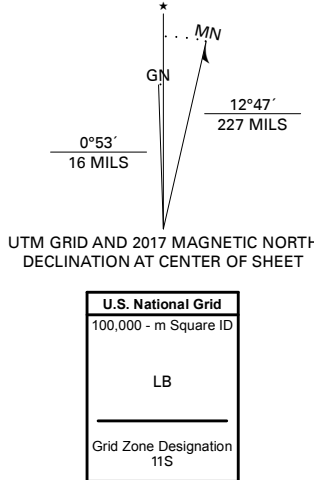 ★
MN
GN
12°47´
227 MILS
0°53´
16 MILS
UTM GRID AND 2017 MAGNETIC NORTH
DECLINATION AT CENTER OF SHEET
U.S. National Grid
100,000 - m Square ID
LB
Grid Zone Designation
11S